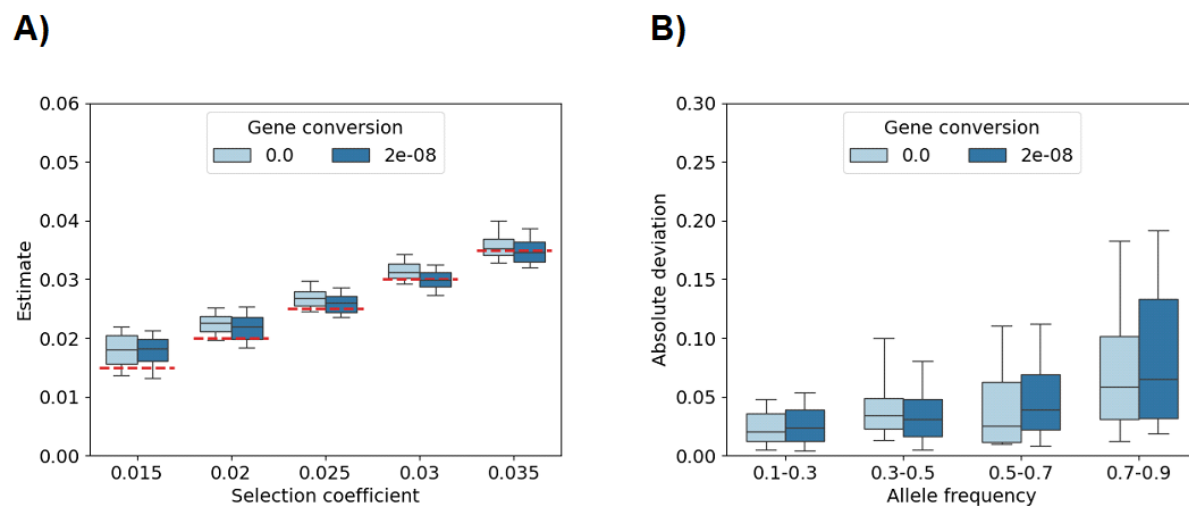 A)
0.06
0.05
0.04
0.03
0.02
0.01
0.00
Estimate
Gene conversion
0.0 2e-08
0.015 0.02 0.025 0.03 0.035
Selection coefficient
B)
0.30
0.25
0.20
0.15
0.10
0.05
0.00
Absolute deviation
Gene conversion
0.0 2e-08
0.1-0.3 0.3-0.5 0.5-0.7 0.7-0.9
Allele frequency